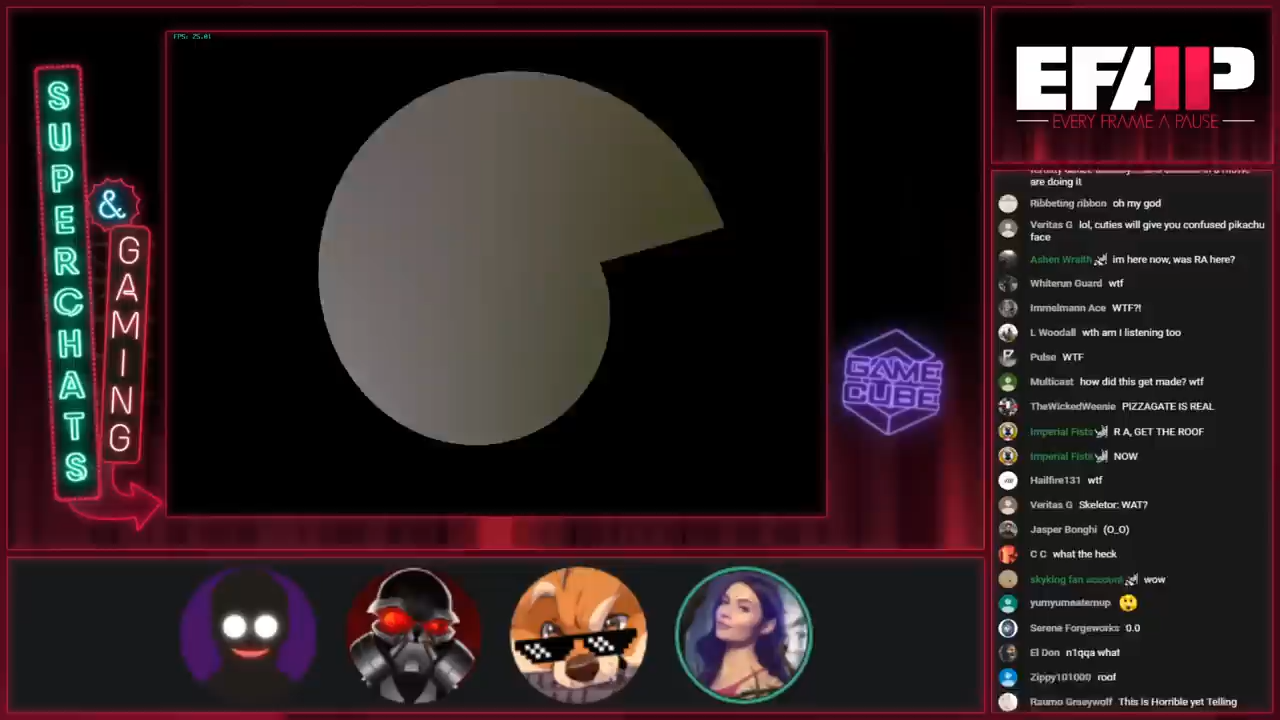 FPS: 25.01
SUPERCHATS
&
GAMING
GAME
CUBE
EFAP
EVERY FRAME A PAUSE
are doing it
Ribbeting ribbon oh my god
Veritas G lol, cuties will give you confused pikachu
face
Ashen Wraith im here now, was RA here?
Whiterun Guard wtf
Immelmann Ace WTF?!
L Woodall wth am I listening too
Pulse WTF
Multicast how did this get made? wtf
TheWickedWeenie PIZZAGATE IS REAL
Imperial Fists R A, GET THE ROOF
Imperial Fists NOW
Hailfire131 wtf
Veritas G Skeletor: WAT?
Jasper Bonghi (O_O)
C C what the heck
skyking fan account wow
yumyumeatemup
Serene Forgeworks 0.0
El Don n1qqa what
Zippy101000 roof
Raumo Graeywolf This Is Horrible yet Telling